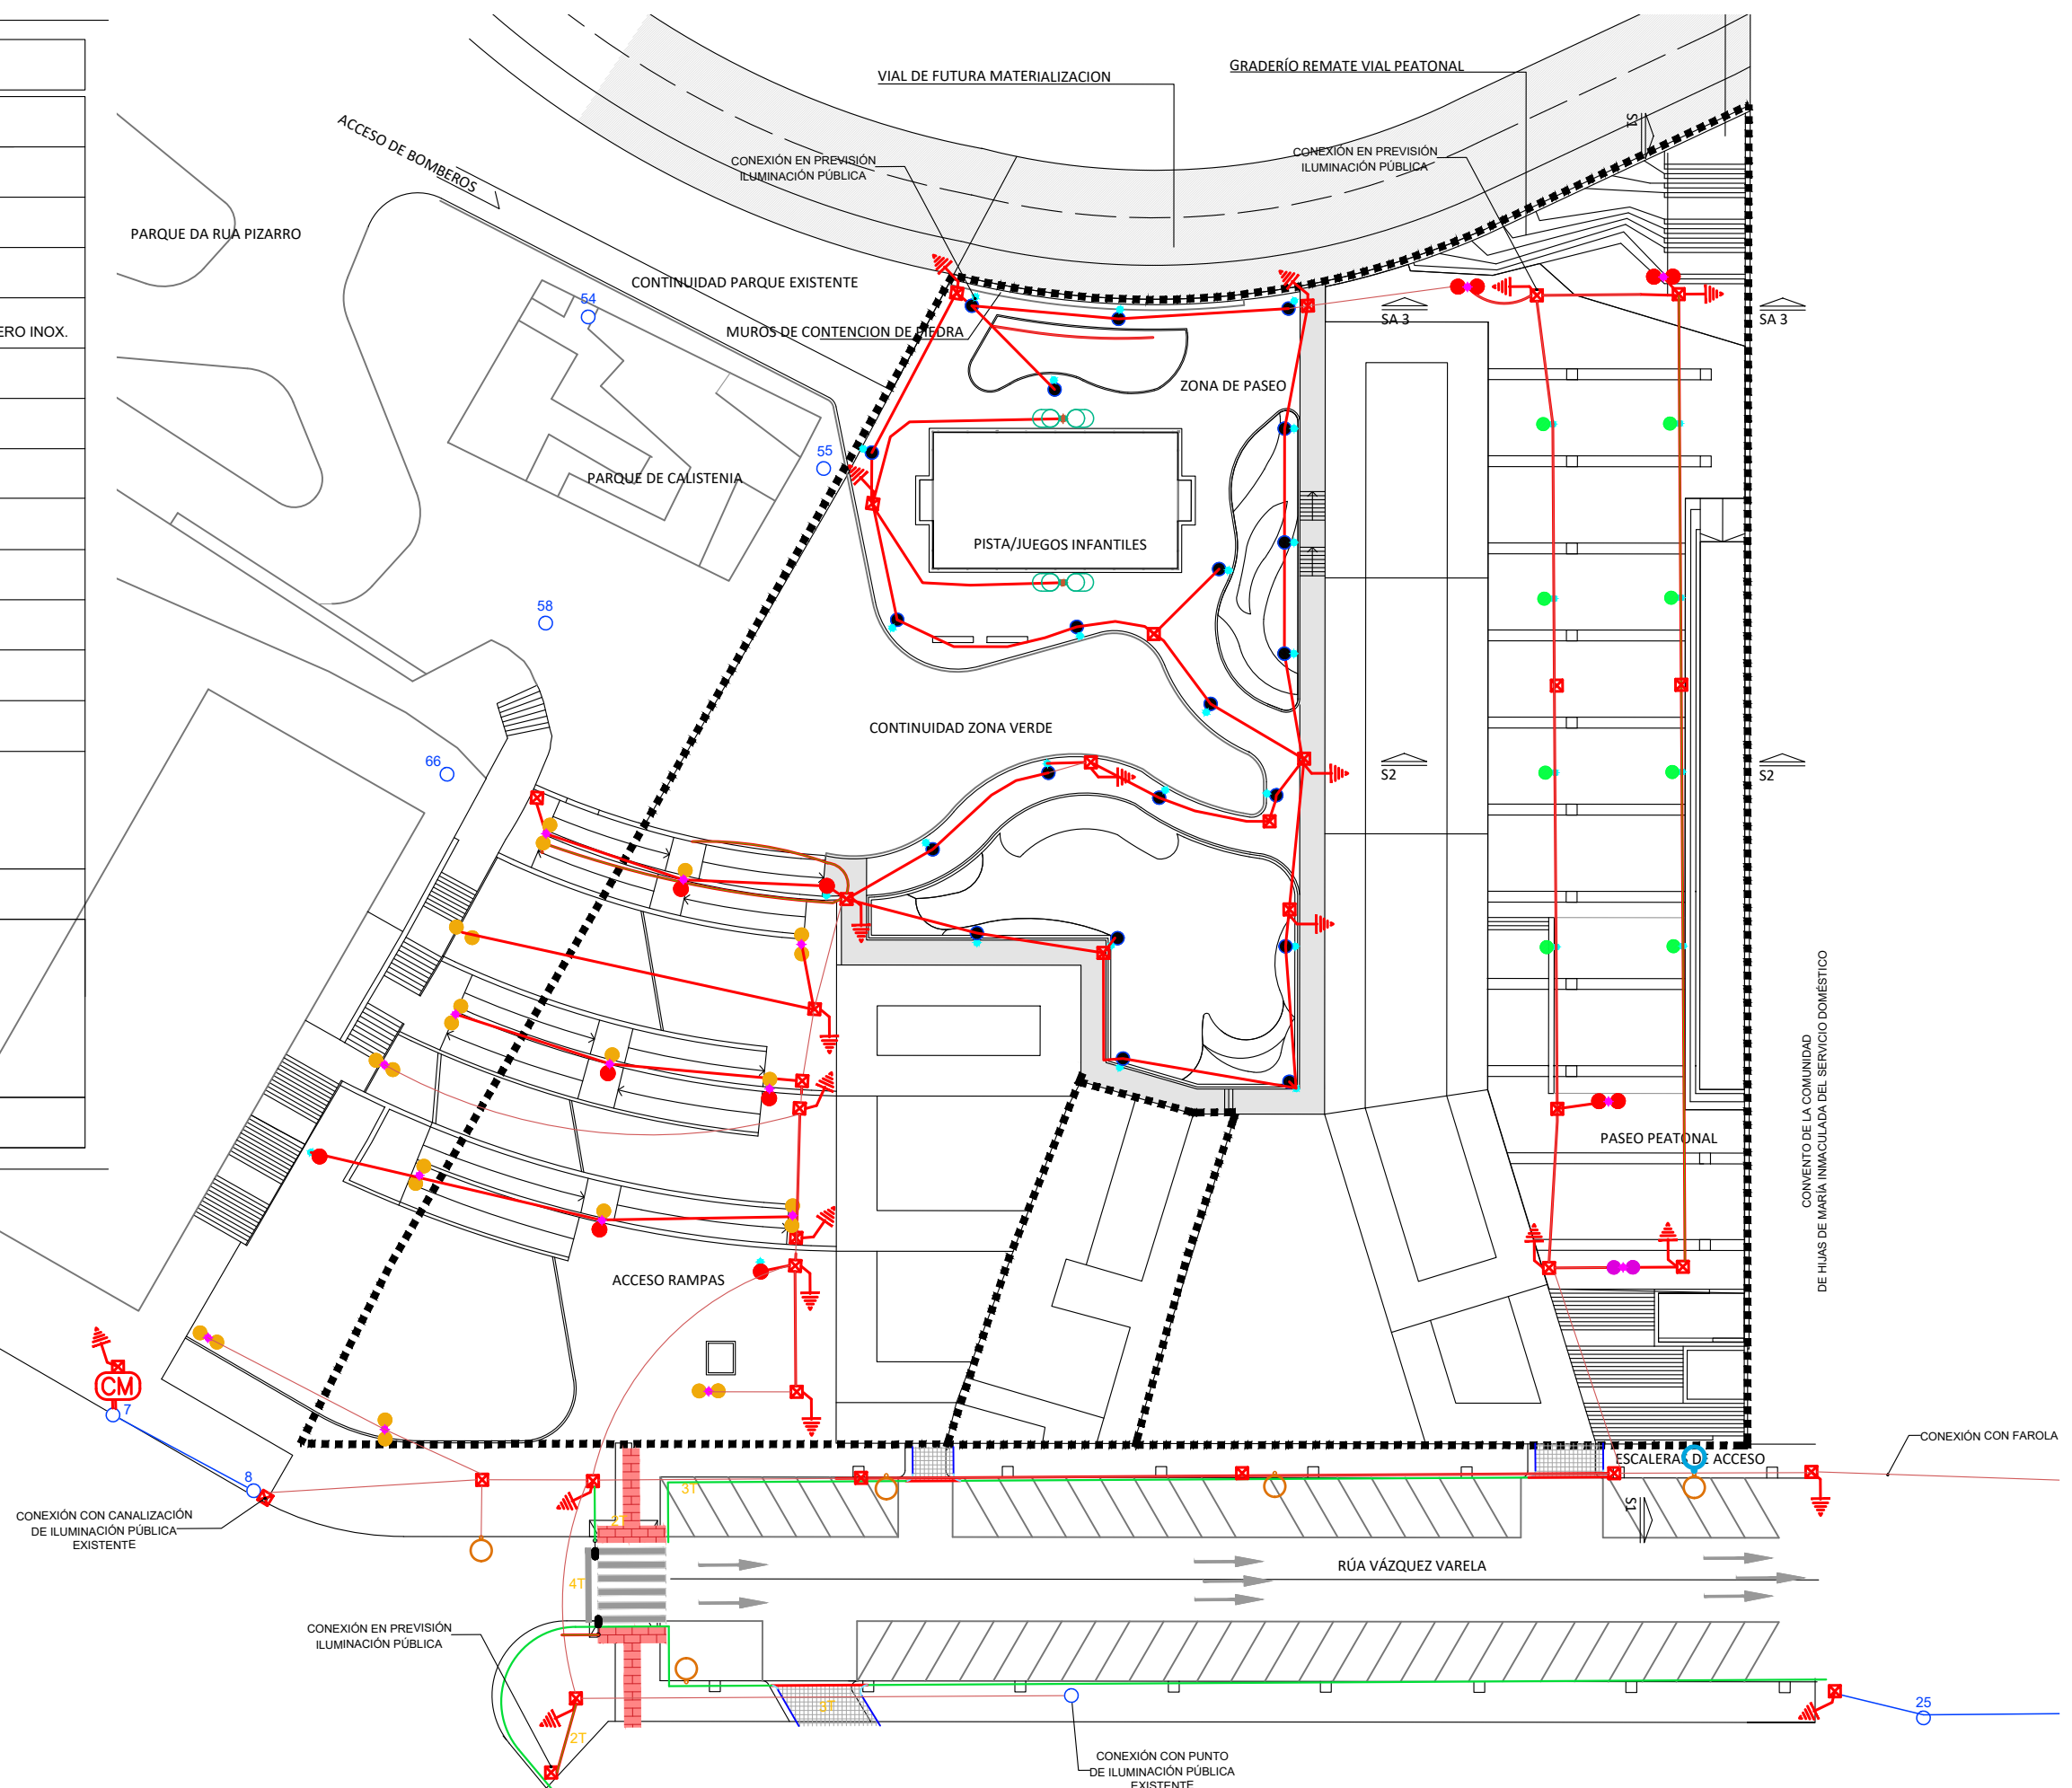 VIAL DE FUTURA MATERIALIZACION
GRADERÍO REMATE VIAL PEATONAL
ACCESO DE BOMBEROS
CONEXIÓN EN PREVISIÓN
ILUMINACIÓN PÚBLICA
CONEXIÓN EN PREVISIÓN
ILUMINACIÓN PÚBLICA
S1
PARQUE DA RUA PIZARRO
CONTINUIDAD PARQUE EXISTENTE
54
ERO INOX.
MUROS DE CONTENCION DE PIEDRA
SA 3
SA 3
ZONA DE PASEO
55
PARQUE DE CALISTENIA
PISTA/JUEGOS INFANTILES
58
CONTINUIDAD ZONA VERDE
66
S2
S2
PASEO PEATONAL
CONVENTO DE LA COMUNIDAD
DE HIJAS DE MARÍA INMACULADA DEL SERVICIO DOMÉSTICO
ACCESO RAMPAS
CM
7
8
CONEXIÓN CON FAROLA
ESCALERAS DE ACCESO
3T
2T
S1
CONEXIÓN CON CANALIZACIÓN
DE ILUMINACIÓN PÚBLICA
EXISTENTE
RÚA VÁZQUEZ VARELA
4T
CONEXIÓN EN PREVISIÓN
ILUMINACIÓN PÚBLICA
3T
25
2T
CONEXIÓN CON PUNTO
DE ILUMINACIÓN PÚBLICA
EXISTENTE